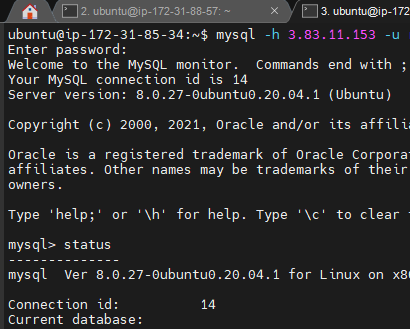 2. ubuntu@ip-172-31-88-57: ~
3. ubuntu@ip-172
ubuntu@ip-172-31-85-34:~$ mysql -h 3.83.11.153 -u
Enter password:
Welcome to the MySQL monitor.  Commands end with ;
Your MySQL connection id is 14
Server version: 8.0.27-0ubuntu0.20.04.1 (Ubuntu)
Copyright (c) 2000, 2021, Oracle and/or its
Oracle is a registered trademark of Oracle
affiliates. Other names may be trademarks of their
owners.
Type 'help;' or '\h' for help. Type '\c' to clear
mysql> status
--------------
mysql  Ver 8.0.27-0ubuntu0.20.04.1 for Linux on
Connection id:          14
Current database: